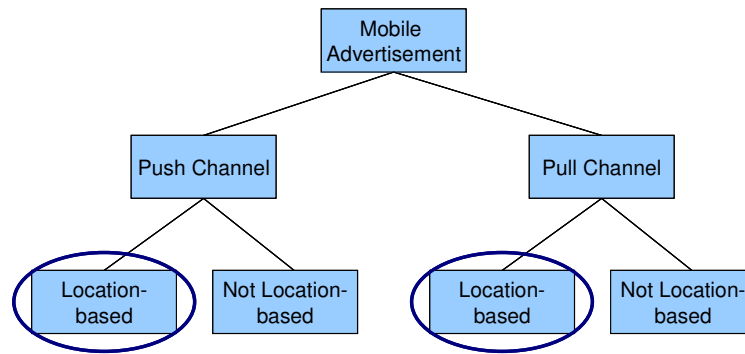 Mobile
Advertisement
Push Channel
Pull Channel
Location-
based
Not Location-
based
Location-
based
Not Location-
based